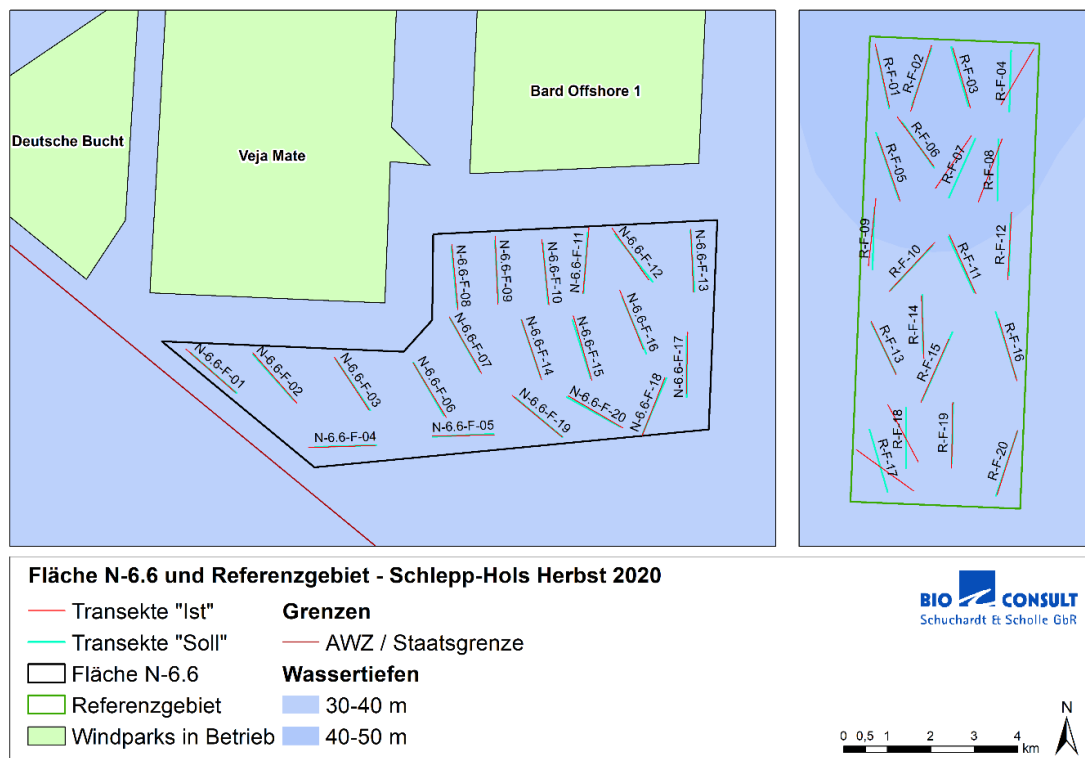 Deutsche Bucht
Veja Mate
Bard Offshore 1
N-6.6-F-01
N-6.6-F-02
N-6.6-F-03
N-6.6-F-04
N-6.6-F-05
N-6.6-F-06
N-6.6-F-07
N-6.6-F-08
N-6.6-F-09
N-6.6-F-10
N-6.6-F-11
N-6.6-F-12
N-6.6-F-13
N-6.6-F-14
N-6.6-F-15
N-6.6-F-16
N-6.6-F-17
N-6.6-F-18
N-6.6-F-19
N-6.6-F-20
R-F-01
R-F-02
R-F-03
R-F-04
R-F-05
R-F-06
R-F-07
R-F-08
R-F-09
R-F-10
R-F-11
R-F-12
R-F-13
R-F-14
R-F-15
R-F-16
R-F-17
R-F-18
R-F-19
R-F-20
Fläche N-6.6 und Referenzgebiet - Schlepp-Hols Herbst 2020
Transekte "Ist"
Transekte "Soll"
Fläche N-6.6
Referenzgebiet
Windparks in Betrieb
Grenzen
AWZ / Staatsgrenze
Wassertiefen
30-40 m
40-50 m
BIO CONSULT
Schuchardt & Scholle GbR
N
0 0,5 1 2 3 4
km